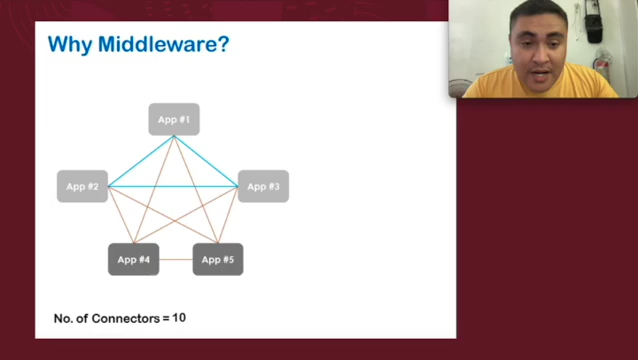 Why Middleware?
App #1
App #2
App #3
App #4
App #5
No. of Connectors = 10